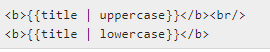 <b>{{title | uppercase}}</b><br/>
<b>{{title | lowercase}}</b>